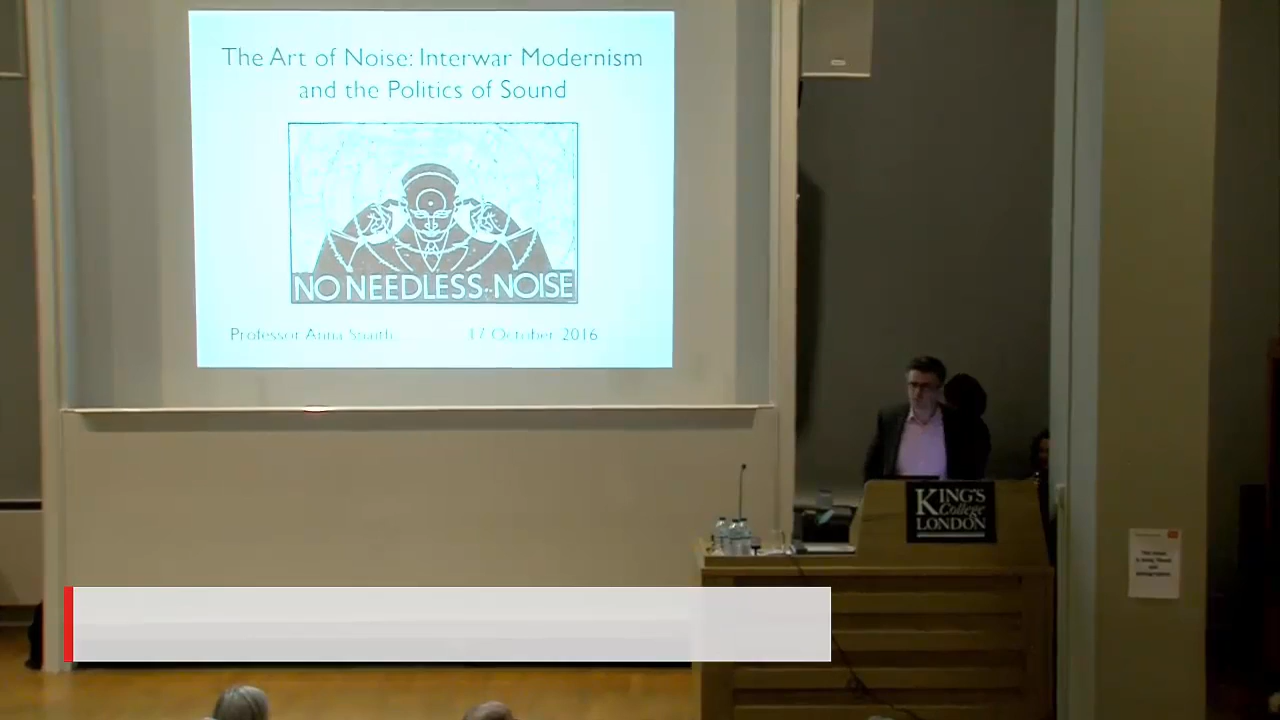 The Art of Noise: Interwar Modernism
and the Politics of Sound
NO NEEDLESS NOISE
Professor Anna Snaith
17 October 2016
KING'S
College
LONDON